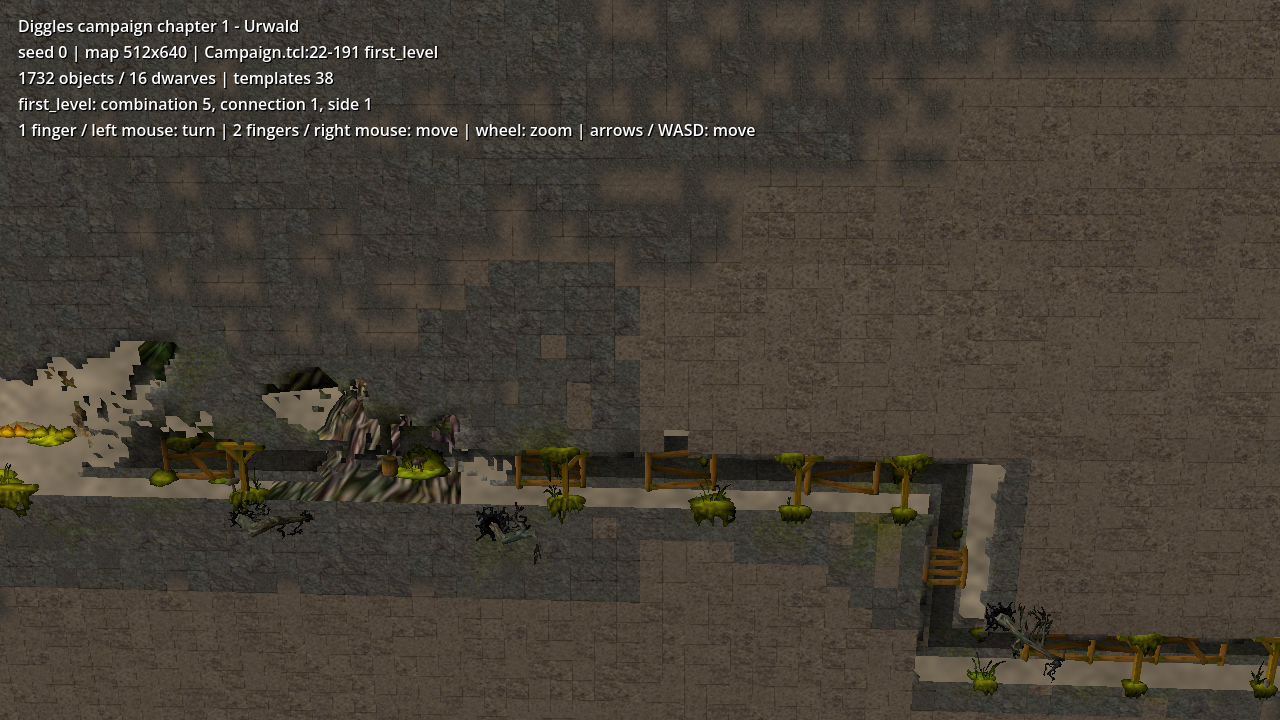 Diggles campaign chapter 1 - Urwald
seed 0 | map 512x640 | Campaign.tcl:22-191 first_level
1732 objects / 16 dwarves | templates 38
first_level: combination 5, connection 1, side 1
1 finger / left mouse: turn | 2 fingers / right mouse: move | wheel: zoom | arrows / WASD: move